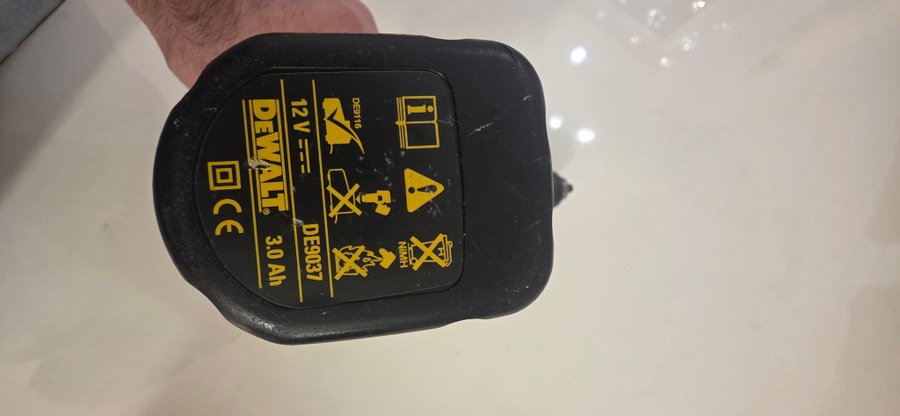 DE9116
NiMH
12 V DE9037
DEWALT® 3.0 Ah
CE